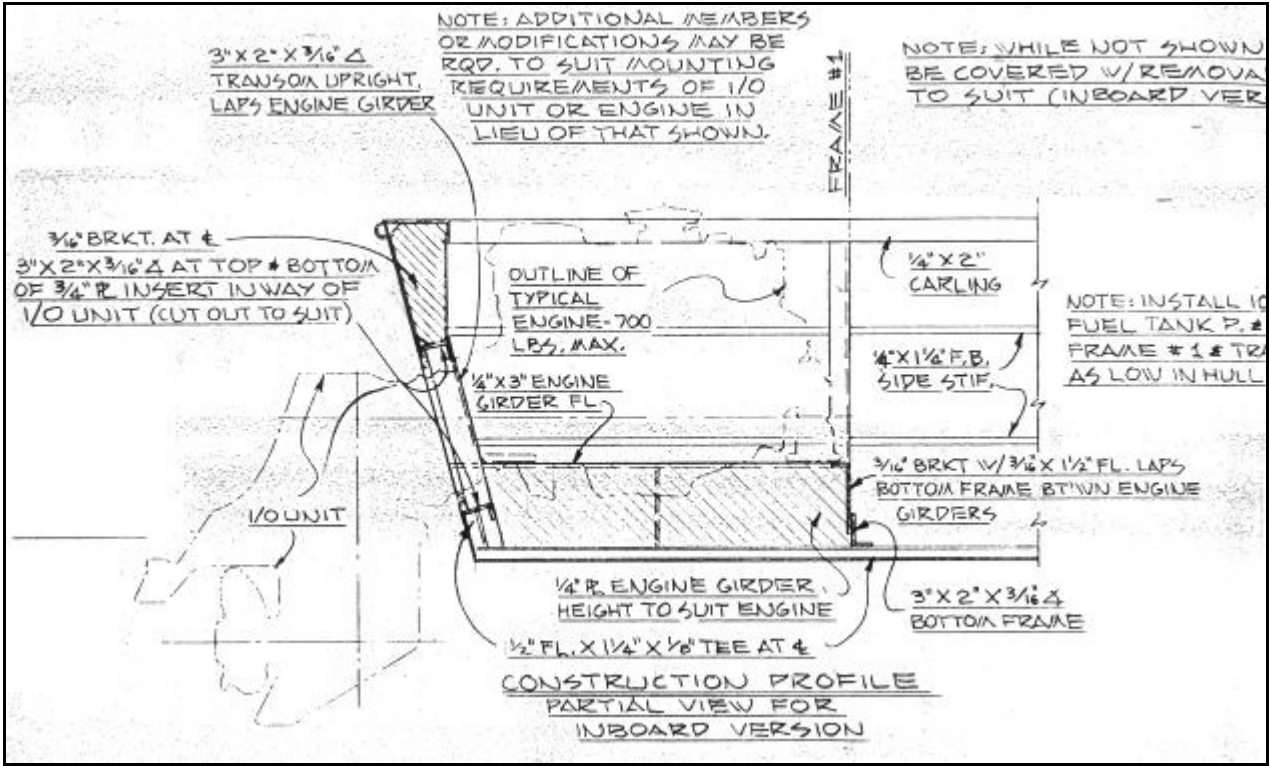 NOTE: ADDITIONAL MEMBERS
OR MODIFICATIONS MAY BE
RQD. TO SUIT MOUNTING
REQUIREMENTS OF I/O
UNIT OR ENGINE IN
LIEU OF THAT SHOWN.
3" X 2" X 3/16" ∆
TRANSOM UPRIGHT,
LAPS ENGINE GIRDER
FRAME #1
NOTE: WHILE NOT SHOWN
BE COVERED W/ REMOVA
TO SUIT (INBOARD VER
3/16" BRKT. AT ℄
3" X 2" X 3/16" ∆ AT TOP & BOTTOM
OF 3/4" PL INSERT IN WAY OF
I/O UNIT (CUT OUT TO SUIT)
OUTLINE OF
TYPICAL
ENGINE-700
LBS. MAX.
1/4" X 2"
CARLING
NOTE: INSTALL 10
FUEL TANK P. &
FRAME #1 & TRA
AS LOW IN HULL
1/4" X 1 1/2" F.B.
SIDE STIF.
1/4" X 3" ENGINE
GIRDER FL.
3/16" BRKT W/ 3/16 X 1 1/2" FL. LAPS
BOTTOM FRAME BT'WN ENGINE
GIRDERS
I/O UNIT
1/4" PL ENGINE GIRDER,
HEIGHT TO SUIT ENGINE
3" X 2" X 3/16" ∆
BOTTOM FRAME
1/2" FL. X 1 1/4" X 1/8" TEE AT ℄
CONSTRUCTION PROFILE
PARTIAL VIEW FOR
INBOARD VERSION